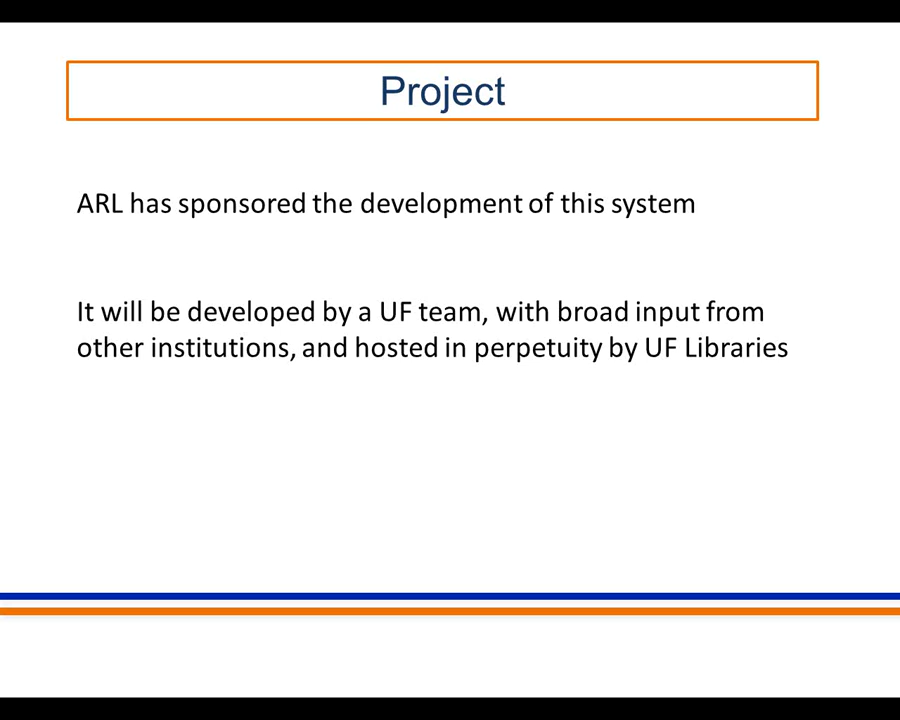 Project
ARL has sponsored the development of this system
It will be developed by a UF team, with broad input from
other institutions, and hosted in perpetuity by UF Libraries